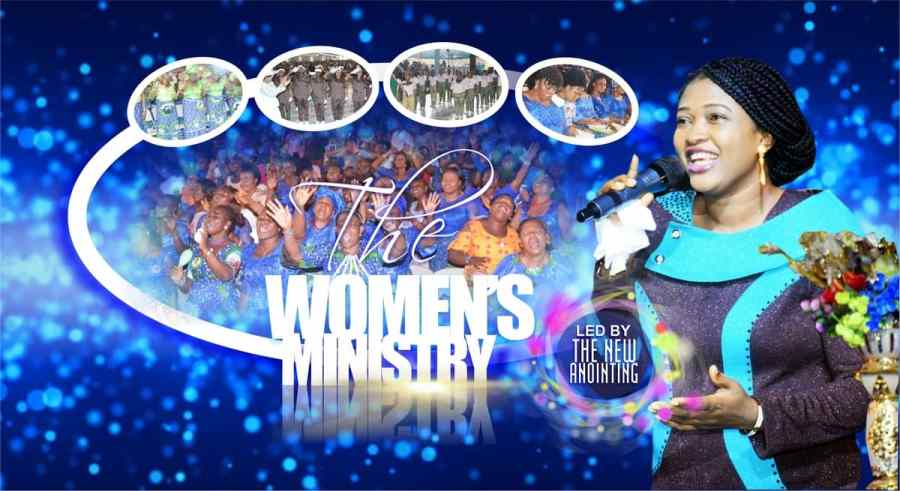 The
WOMEN'S
MINISTRY
LED BY
THE NEW
ANOINTING